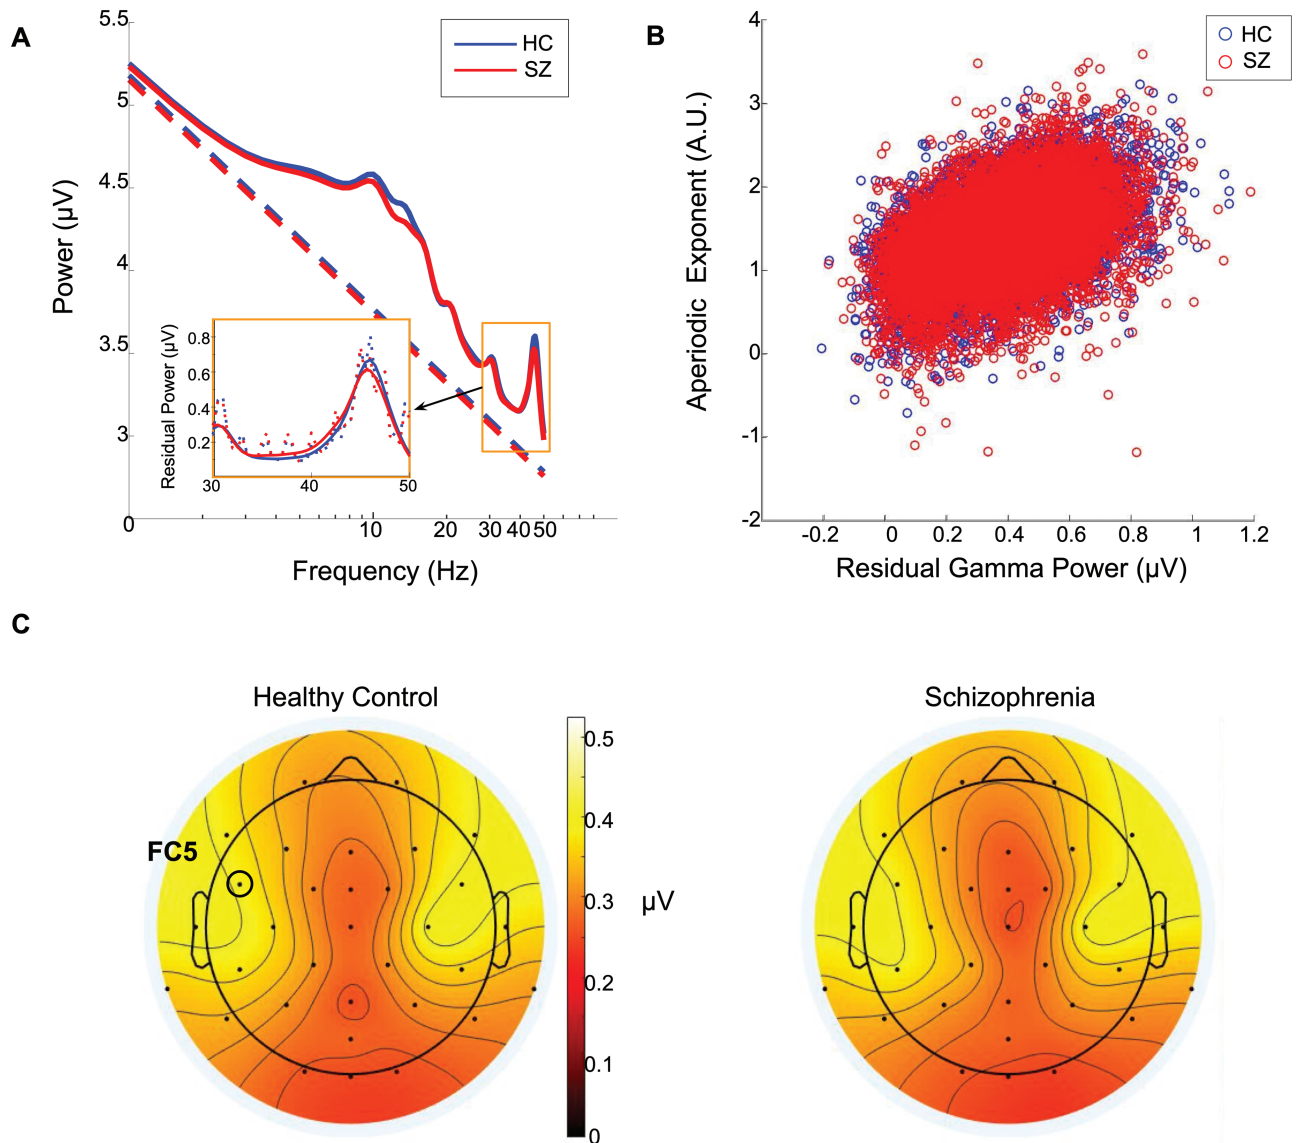 A
5.5
5
4.5
4
3.5
3
0
Power (µV)
HC
SZ
0.8
0.6
0.4
0.2
Residual Power (µV)
30
40
50
10
20
30
40
50
Frequency (Hz)
B
4
3
2
1
0
-1
-2
Aperiodic Exponent (A.U.)
HC
SZ
-0.2
0
0.2
0.4
0.6
0.8
1
1.2
Residual Gamma Power (µV)
C
Healthy Control
FC5
0.5
0.4
0.3
0.2
0.1
0
µV
Schizophrenia